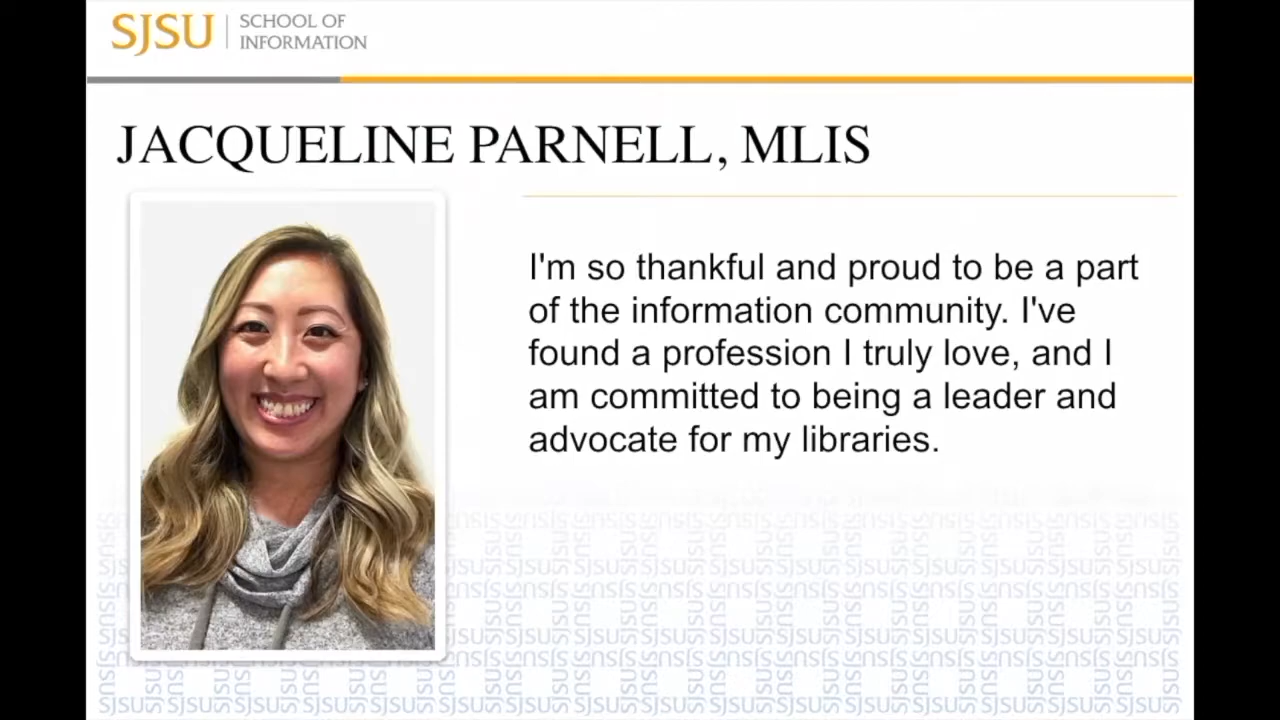 SJSU
SCHOOL OF
INFORMATION
JACQUELINE PARNELL, MLIS
I'm so thankful and proud to be a part
of the information community. I've
found a profession I truly love, and I
am committed to being a leader and
advocate for my libraries.